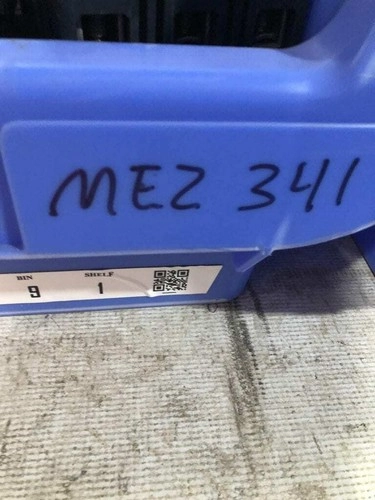 MEZ 341
BIN SHELF
9 1